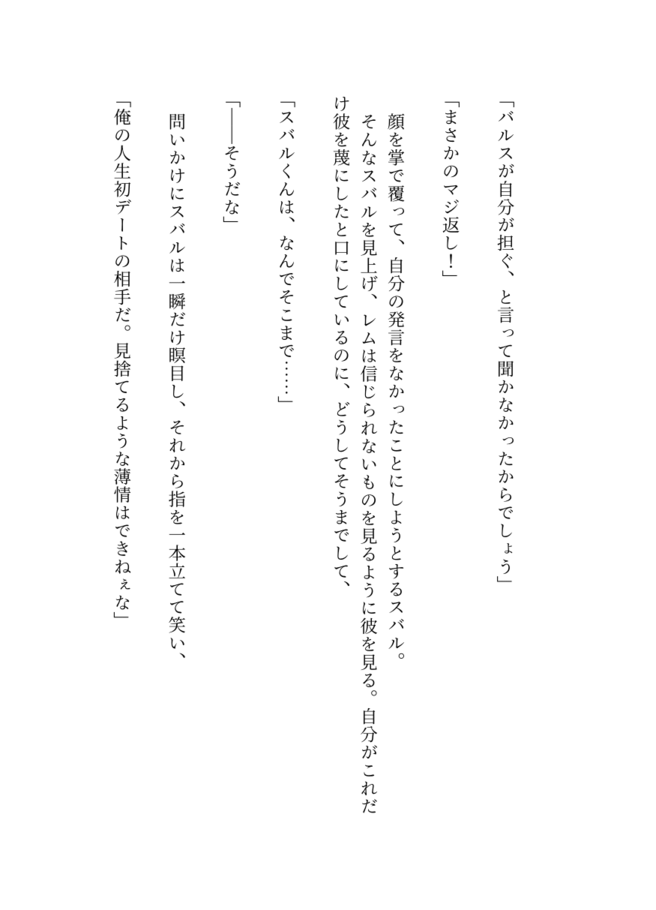 「バルスが自分が担ぐ、と言って聞かなかったからでしょう」
「まさかのマジ返し！」
顔を掌で覆って、自分の発言をなかったことにしようとするスバル。
そんなスバルを見上げ、レムは信じられないものを見るように彼を見る。自分がこれだ
け彼を蔑にしたと口にしているのに、どうしてそうまでして、
「スバルくんは、なんでそこまで……」
「――そうだな」
問いかけにスバルは一瞬だけ瞑目し、それから指を一本立てて笑い、
「俺の人生初デートの相手だ。見捨てるような薄情はできねぇな」